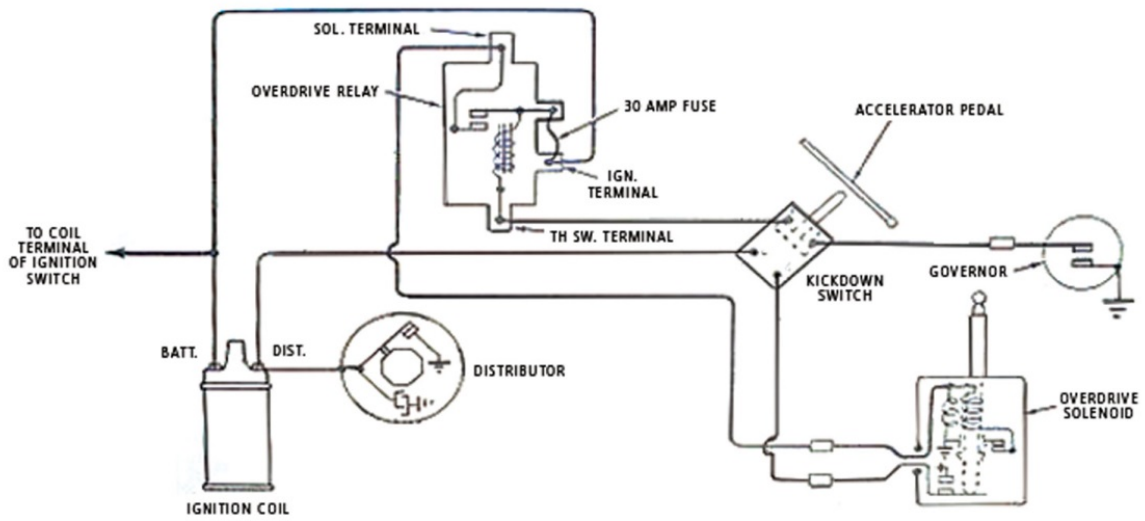 SOL. TERMINAL
OVERDRIVE RELAY
30 AMP FUSE
ACCELERATOR PEDAL
IGN.
TERMINAL
TH SW. TERMINAL
TO COIL
TERMINAL
OF IGNITION
SWITCH
KICKDOWN
SWITCH
GOVERNOR
BATT.
DIST.
DISTRIBUTOR
OVERDRIVE
SOLENOID
IGNITION COIL